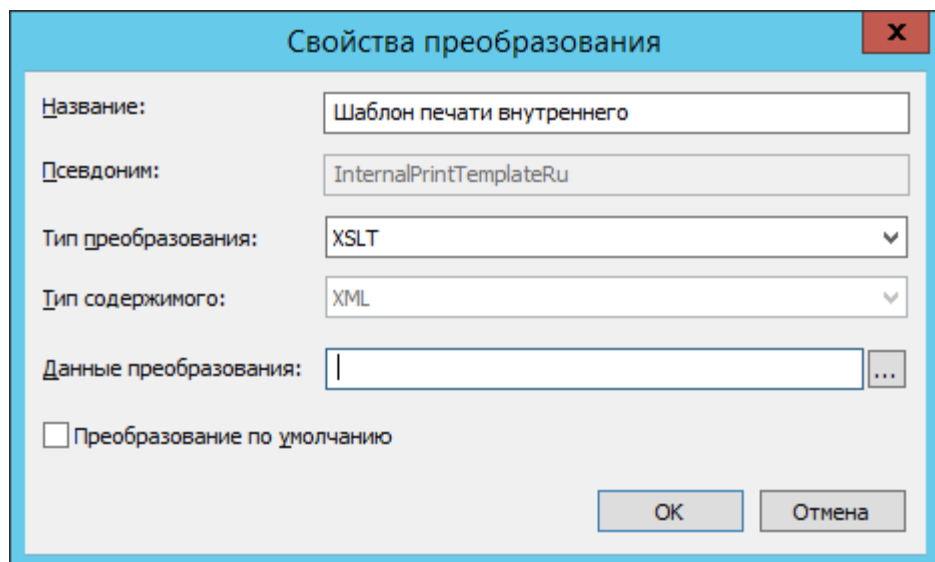 Свойства преобразования
x
Название: Шаблон печати внутреннего
Псевдоним: InternalPrintTemplateRu
Тип преобразования: XSLT
Тип содержимого: XML
Данные преобразования: ...
Преобразование по умолчанию
OK Отмена